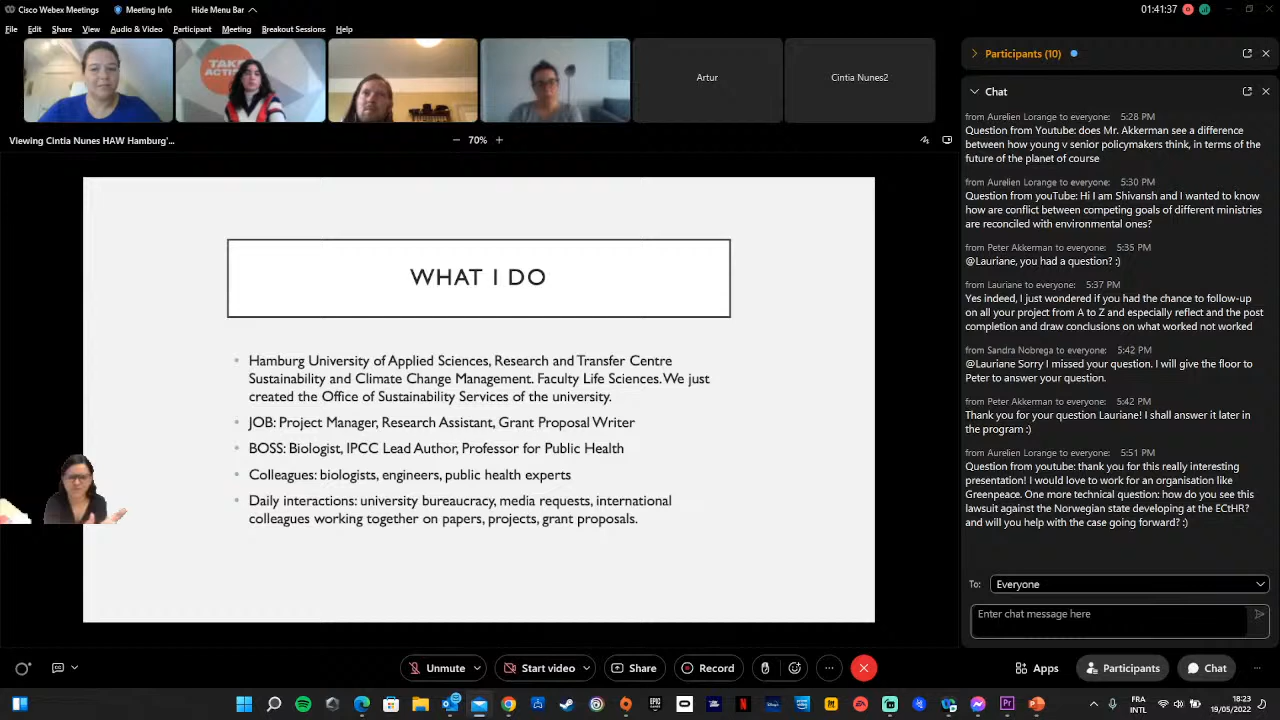 Cisco Webex Meetings
Meeting Info
Hide Menu Bar
01:41:37
File Edit Share View Audio & Video Participant Meeting Breakout Sessions Help
TAKE
ACTION
Artur
Cintia Nunes2
Viewing Cintia Nunes HAW Hamburg'...
70%
WHAT I DO
Hamburg University of Applied Sciences, Research and Transfer Centre
Sustainability and Climate Change Management. Faculty Life Sciences. We just
created the Office of Sustainability Services of the university.
JOB: Project Manager, Research Assistant, Grant Proposal Writer
BOSS: Biologist, IPCC Lead Author, Professor for Public Health
Colleagues: biologists, engineers, public health experts
Daily interactions: university bureaucracy, media requests, international
colleagues working together on papers, projects, grant proposals.
Participants (10)
Chat
from Aurelien Lorange to everyone: 5:28 PM
Question from Youtube: does Mr. Akkerman see a difference
between how young v senior policymakers think, in terms of the
future of the planet of course
from Aurelien Lorange to everyone: 5:30 PM
Question from youTube: Hi I am Shivansh and I wanted to know
how are conflict between competing goals of different ministries
are reconciled with envirionmental ones?
from Peter Akkerman to everyone: 5:35 PM
@Lauriane, you had a question? :)
from Lauriane to everyone: 5:37 PM
Yes indeed, I just wondered if you had the chance to follow-up
on all your project from A to Z and especially reflect and the post
completion and draw conclusions on what worked not worked
from Sandra Nobrega to everyone: 5:42 PM
@Lauriane Sorry I missed your question. I will give the floor to
Peter to answer your question.
from Peter Akkerman to everyone: 5:42 PM
Thank you for your question Lauriane! I shall answer it later in
the program :)
from Aurelien Lorange to everyone: 5:51 PM
Question from youtube: thank you for this really interesting
presentation! I would love to work for an organisation like
Greenpeace. One more technical question: how do you see this
lawsuit against the Norwegian state developing at the ECtHR?
and will you help with the case going forward? ;)
To: Everyone
Enter chat message here
Unmute
Start video
Share
Record
Apps
Participants
Chat
FRA
INTL
18:23
19/05/2022